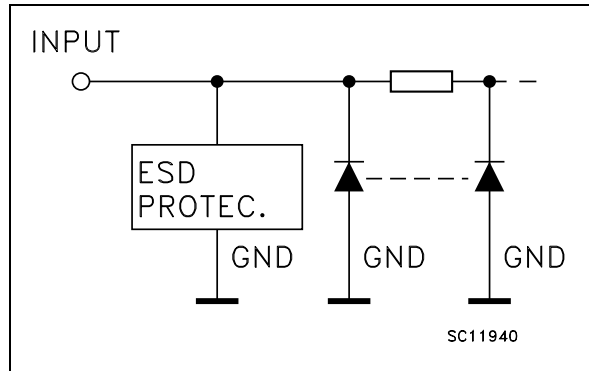 INPUT
ESD
PROTEC.
GND
GND
GND
SC11940